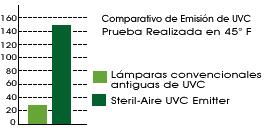 Comparativo de Emisión de UVC
Prueba Realizada en 45° F
160
140
120
100
80
60
40
20
0
Lámparas convencionales
antiguas de UVC
Steril-Aire UVC Emitter